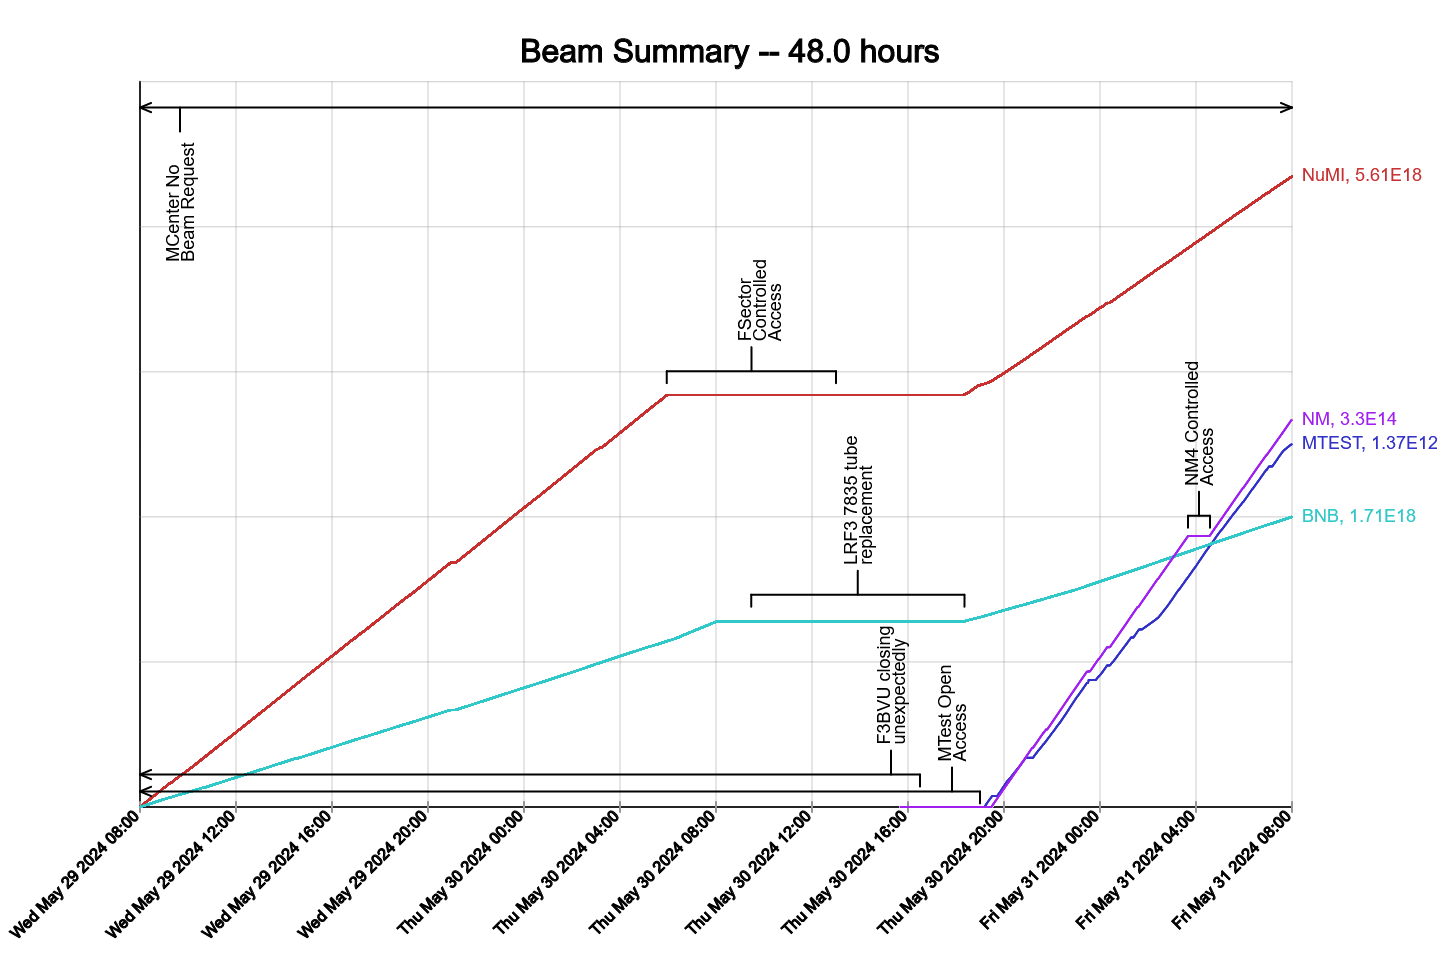 Beam Summary -- 48.0 hours
MCenter No
Beam Request
NuMI, 5.61E18
FSector
Controlled
Access
NM4 Controlled
Access
NM, 3.3E14
MTEST, 1.37E12
LRF3 7835 tube
replacement
BNB, 1.71E18
F3BVU closing
unexpectedly
MTest Open
Access
Wed May 29 2024 08:00
Wed May 29 2024 12:00
Wed May 29 2024 16:00
Wed May 29 2024 20:00
Thu May 30 2024 00:00
Thu May 30 2024 04:00
Thu May 30 2024 08:00
Thu May 30 2024 12:00
Thu May 30 2024 16:00
Thu May 30 2024 20:00
Fri May 31 2024 00:00
Fri May 31 2024 04:00
Fri May 31 2024 08:00